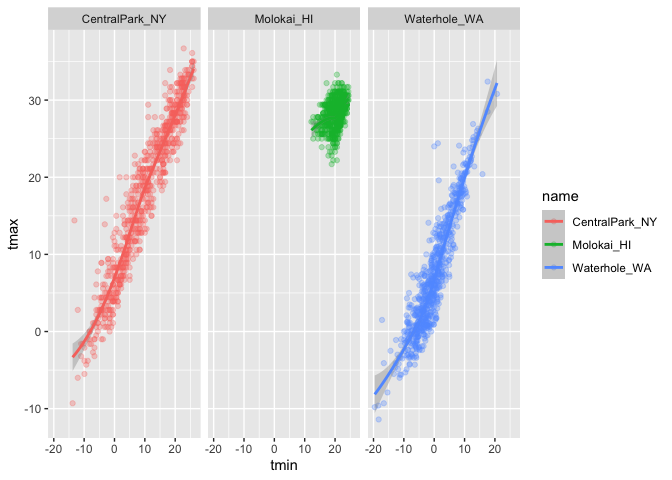 CentralPark_NY
Molokai_HI
Waterhole_WA
30
20
10
0
-10
tmax
-20 -10 0 10 20
-20 -10 0 10 20
-20 -10 0 10 20
tmin
name
CentralPark_NY
Molokai_HI
Waterhole_WA